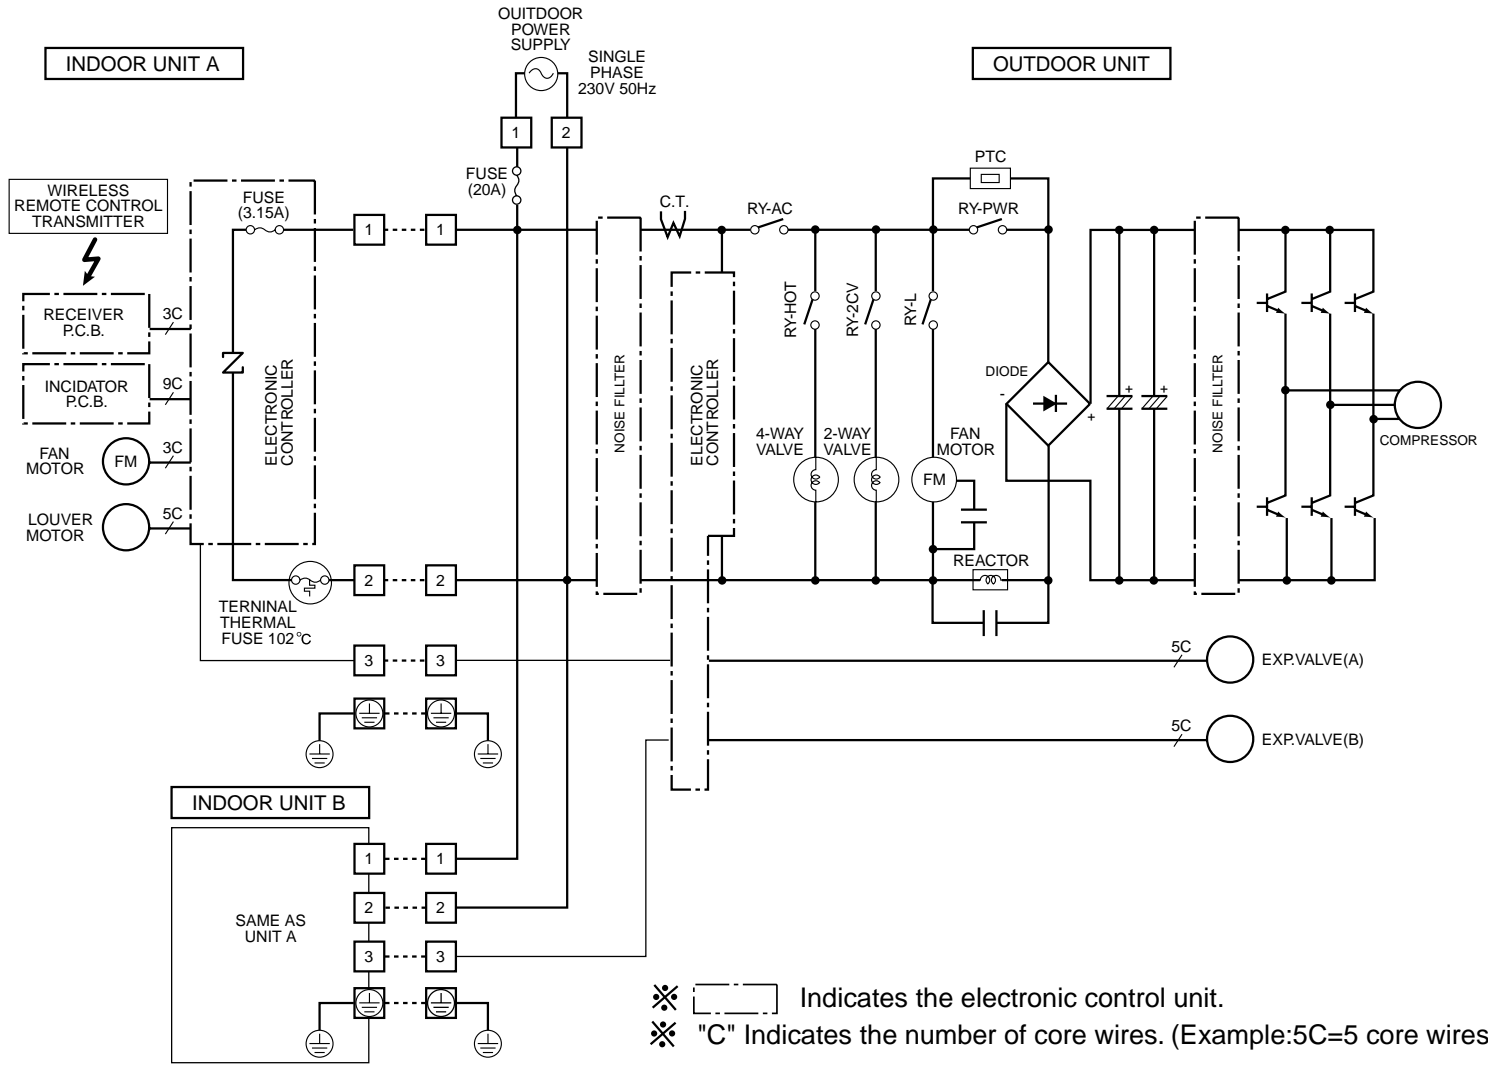 OUITDOOR
POWER
SUPPLY
SINGLE
PHASE
230V 50Hz
INDOOR UNIT A
OUTDOOR UNIT
1
2
WIRELESS
REMOTE CONTROL
TRANSMITTER
FUSE
(3.15A)
FUSE
(20A)
1
1
C.T.
RY-AC
PTC
RY-PWR
RECEIVER
P.C.B.
3C
INCIDATOR
P.C.B.
9C
FAN
MOTOR
FM
3C
LOUVER
MOTOR
5C
ELECTRONIC
CONTROLLER
NOISE FILLTER
ELECTRONIC
CONTROLLER
RY-HOT
RY-2CV
RY-L
DIODE
-
+
+
+
NOISE FILLTER
COMPRESSOR
4-WAY
VALVE
2-WAY
VALVE
FAN
MOTOR
FM
REACTOR
TERNINAL
THERMAL
FUSE 102°C
2
2
3
3
5C
EXP.VALVE(A)
5C
EXP.VALVE(B)
INDOOR UNIT B
SAME AS
UNIT A
1
1
2
2
3
3
※ Indicates the electronic control unit.
※ "C" Indicates the number of core wires. (Example:5C=5 core wires